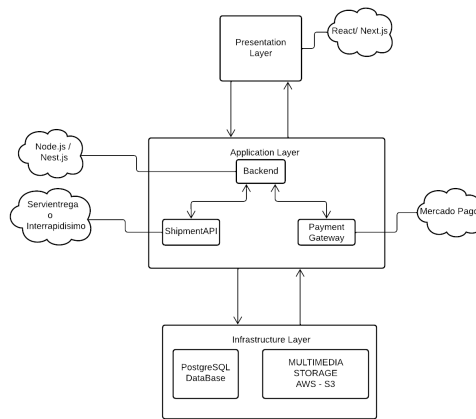 Presentation
Layer
React/ Next.js
Node.js /
Nest.js
Application Layer
Backend
Servientrega
o
Interrapidisimo
ShipmentAPI
Payment
Gateway
Mercado Pago
Infrastructure Layer
PostgreSQL
DataBase
MULTIMEDIA
STORAGE
AWS - S3